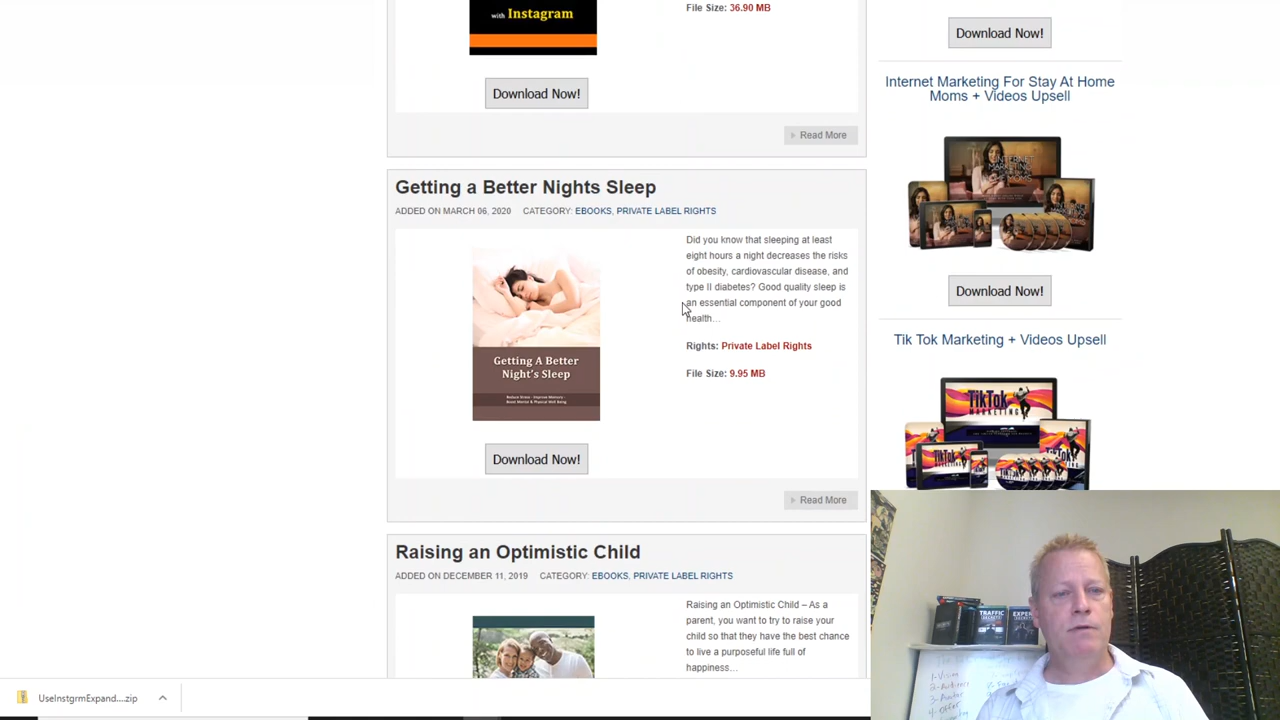 with Instagram
File Size: 36.90 MB
Download Now!
Read More
Getting a Better Nights Sleep
ADDED ON MARCH 06, 2020 CATEGORY: EBOOKS, PRIVATE LABEL RIGHTS
Getting A Better
Night's Sleep
Did you know that sleeping at least
eight hours a night decreases the risks
of obesity, cardiovascular disease, and
type II diabetes? Good quality sleep is
an essential component of your good
health...
Rights: Private Label Rights
File Size: 9.95 MB
Download Now!
Read More
Raising an Optimistic Child
ADDED ON DECEMBER 11, 2019 CATEGORY: EBOOKS, PRIVATE LABEL RIGHTS
Raising an Optimistic Child – As a
parent, you want to try to raise your
child so that they have the best chance
to live a purposeful life full of
happiness...
Download Now!
Internet Marketing For Stay At Home
Moms + Videos Upsell
Download Now!
Tik Tok Marketing + Videos Upsell
TikTok
MARKETING
TRAFFIC
SECRETS
UseInstgrmExpand....zip